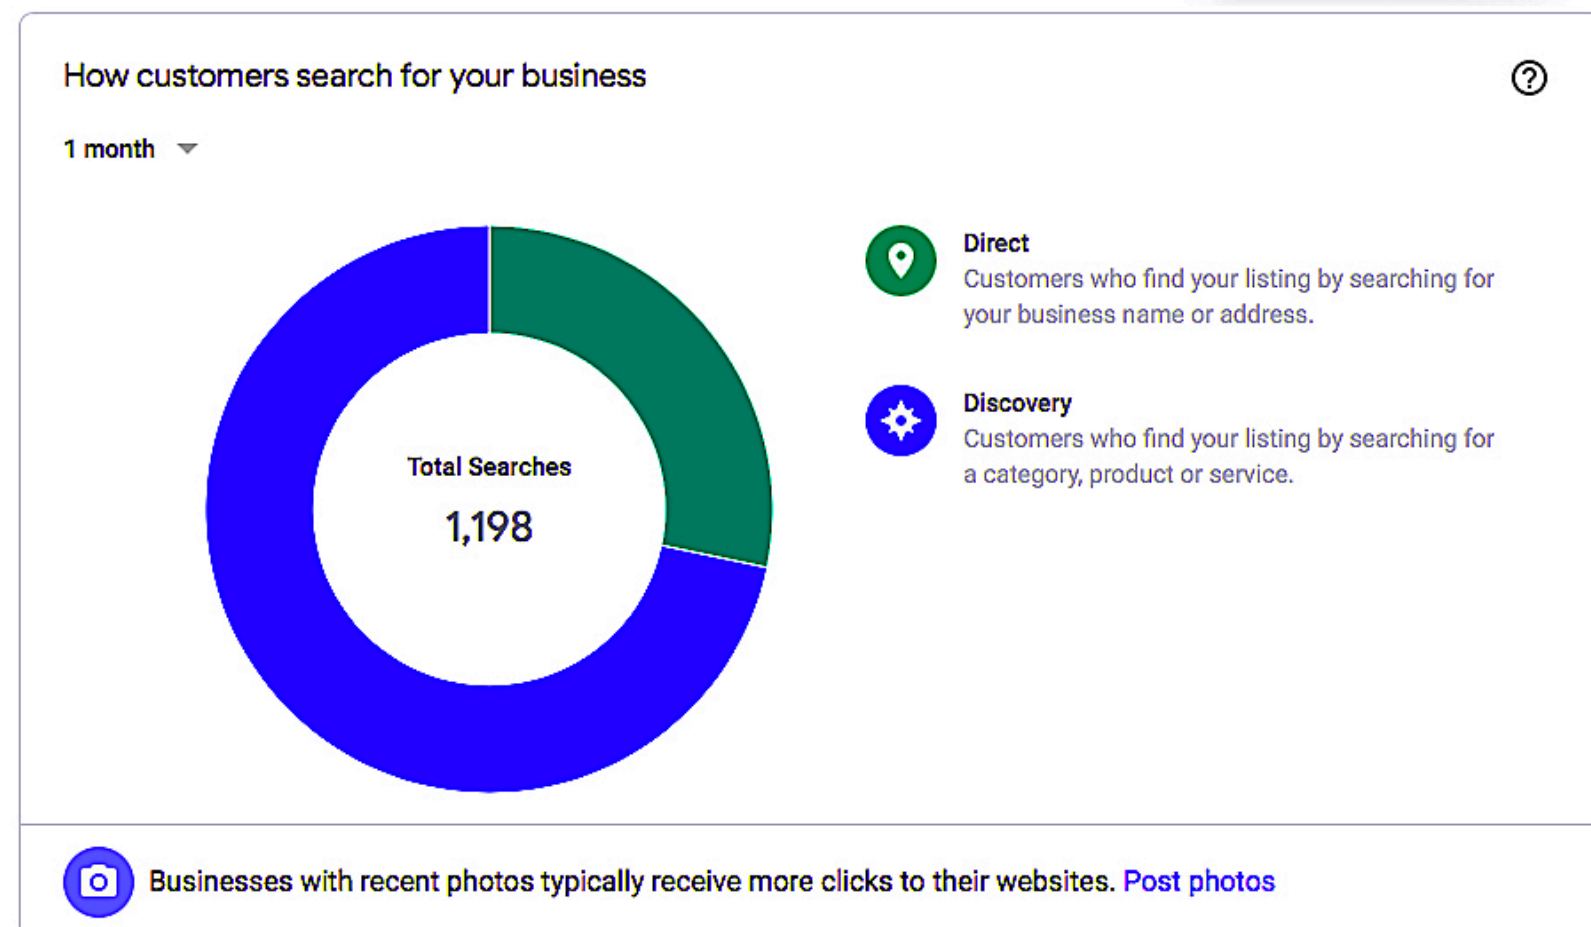 How customers search for your business
1 month
Total Searches
1,198
Direct
Customers who find your listing by searching for
your business name or address.
Discovery
Customers who find your listing by searching for
a category, product or service.
Businesses with recent photos typically receive more clicks to their websites. Post photos